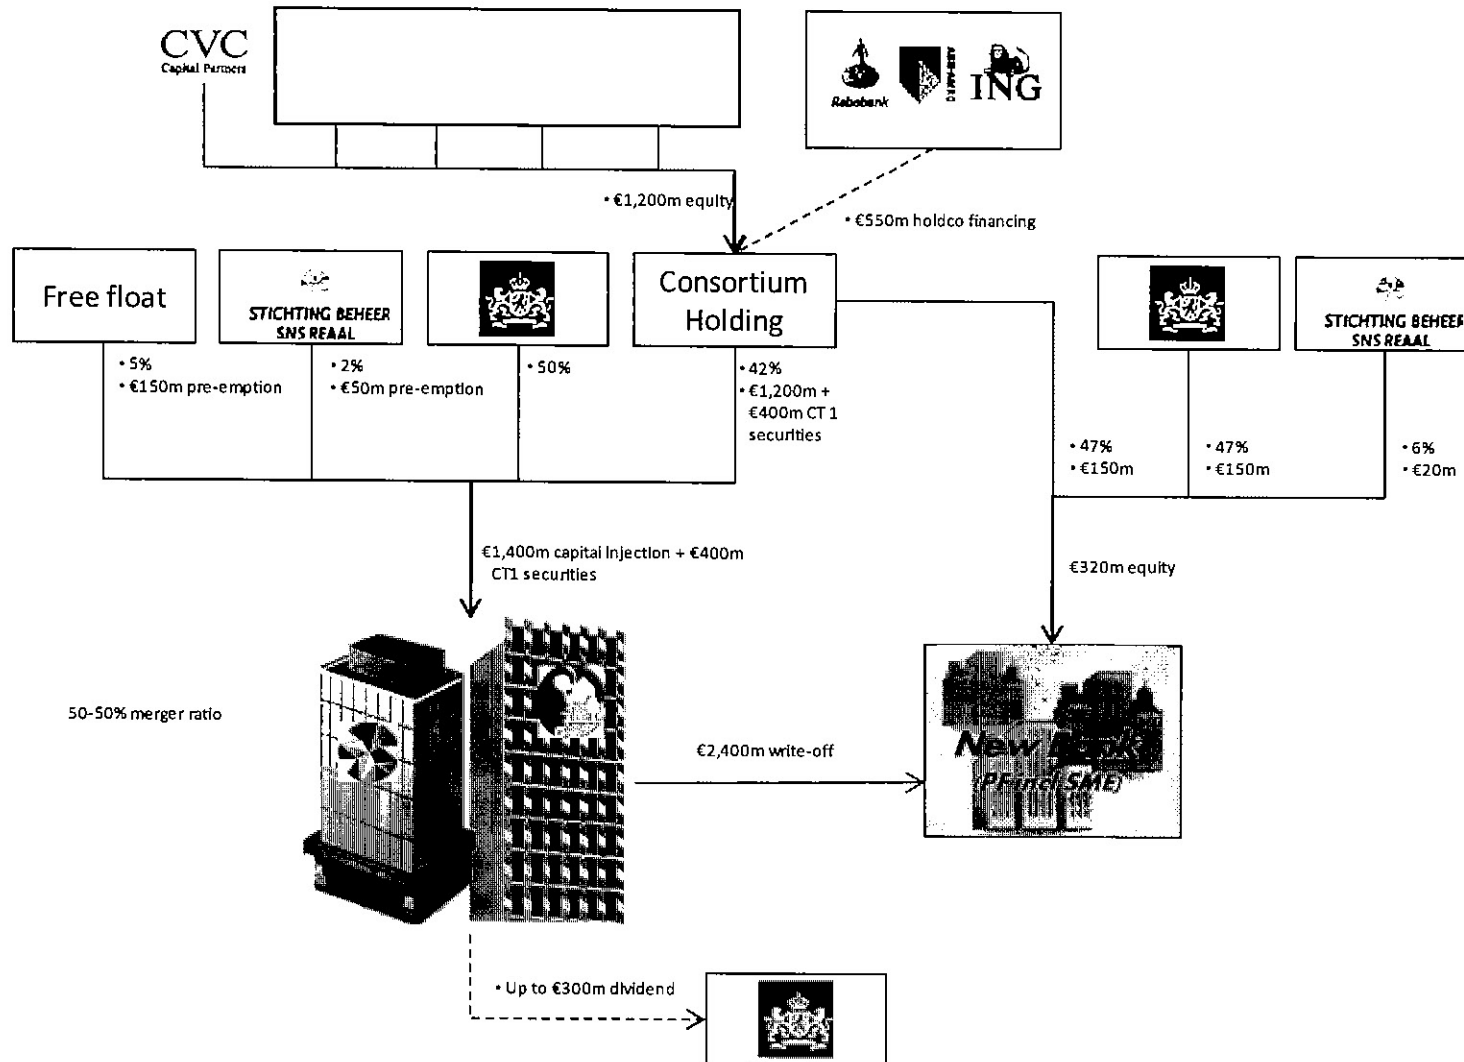 CVC
Capital Partners
Rabobank
ABN·AMRO
ING
• €1,200m equity
• €550m holdco financing
Free float
STICHTING BEHEER
SNS REAAL
Consortium
Holding
STICHTING BEHEER
SNS REAAL
• 5%
• €150m pre-emption
• 2%
• €50m pre-emption
• 50%
• 42%
• €1,200m +
€400m CT 1
securities
• 47%
• €150m
• 47%
• €150m
• 6%
• €20m
€1,400m capital injection + €400m
CT1 securities
€320m equity
50-50% merger ratio
€2,400m write-off
New
SME)
• Up to €300m dividend